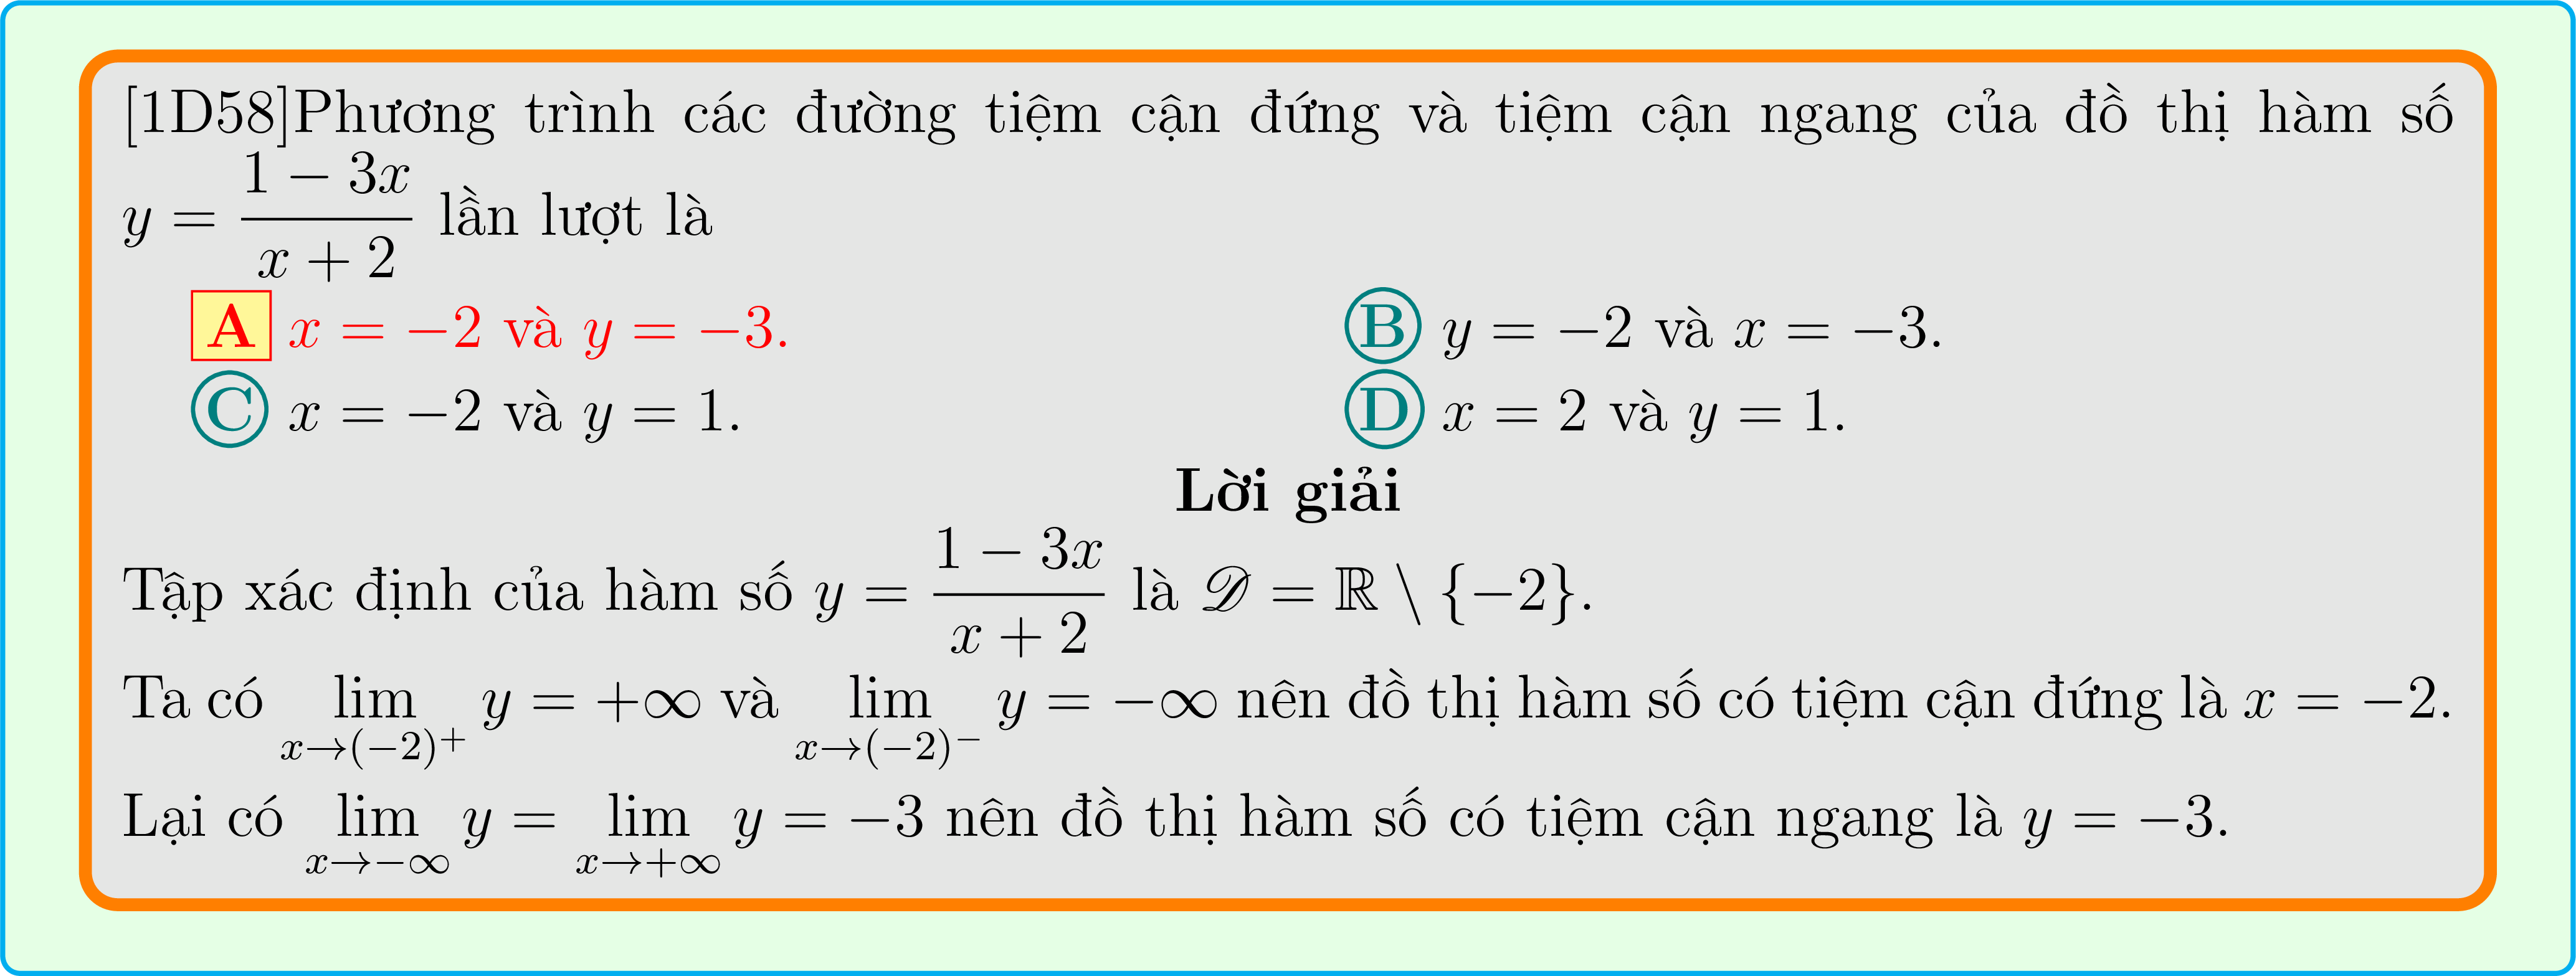 [1D58]Phương trình các đường tiệm cận đứng và tiệm cận ngang của đồ thị hàm số
$y = \dfrac{1 - 3x}{x + 2}$ lần lượt là
A $x = -2$ và $y = -3$. B $y = -2$ và $x = -3$.
C $x = -2$ và $y = 1$. D $x = 2$ và $y = 1$.
Lời giải
Tập xác định của hàm số $y = \dfrac{1 - 3x}{x + 2}$ là $\mathscr{D} = \mathbb{R} \setminus \{-2\}$.
Ta có $\lim\limits_{x \to (-2)^+} y = +\infty$ và $\lim\limits_{x \to (-2)^-} y = -\infty$ nên đồ thị hàm số có tiệm cận đứng là $x = -2$.
Lại có $\lim\limits_{x \to -\infty} y = \lim\limits_{x \to +\infty} y = -3$ nên đồ thị hàm số có tiệm cận ngang là $y = -3$.